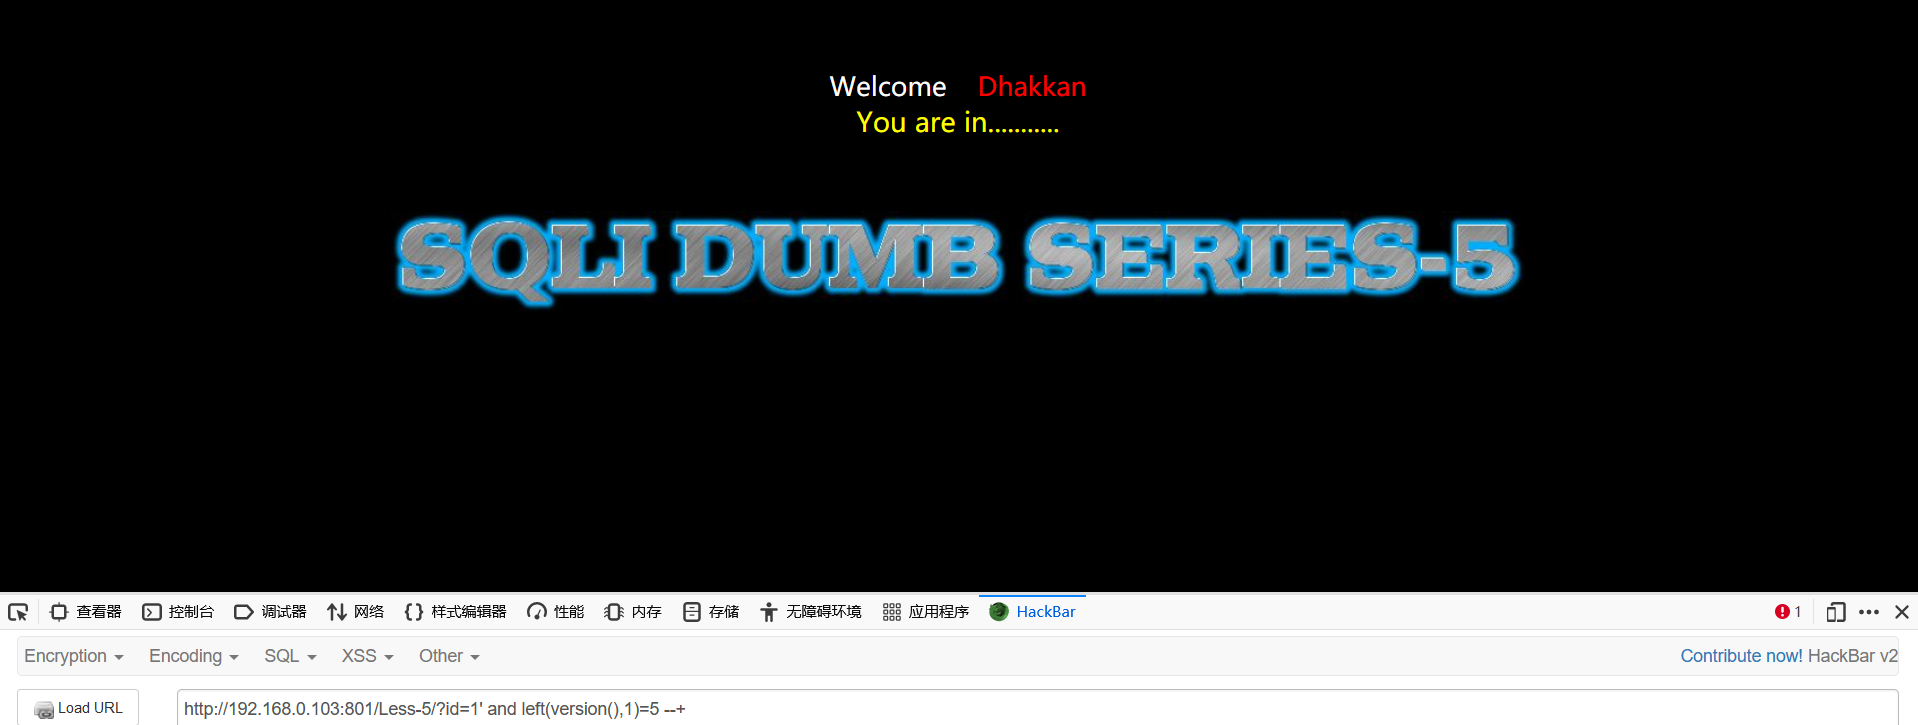 Welcome Dhakkan
You are in...........
SQLI DUMB SERIES-5
查看器 控制台 调试器 网络 样式编辑器 性能 内存 存储 无障碍环境 应用程序 HackBar 1
Encryption Encoding SQL XSS Other Contribute now! HackBar v2
Load URL http://192.168.0.103:801/Less-5/?id=1' and left(version(),1)=5 --+